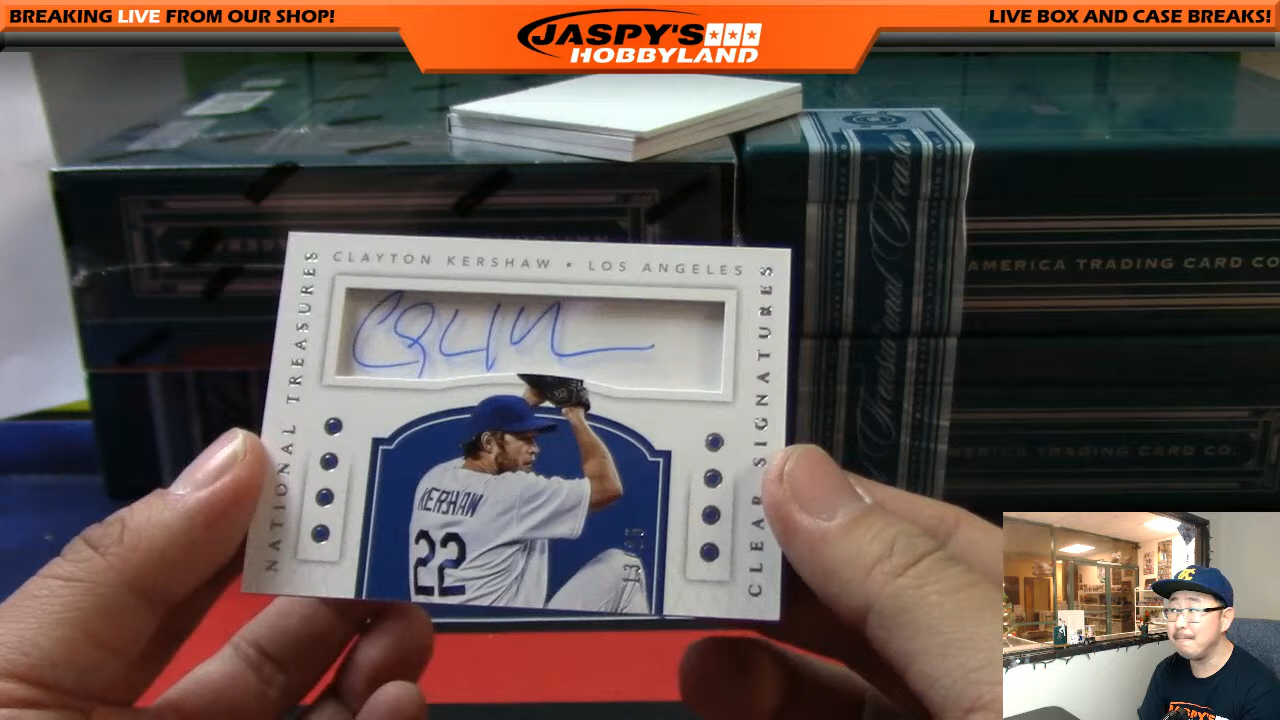 BREAKING LIVE FROM OUR SHOP!
JASPY'S
HOBBYLAND
LIVE BOX AND CASE BREAKS!
AMERICA TRADING CARD CO
AMERICA TRADING CARD CO.
CLAYTON KERSHAW • LOS ANGELES
NATIONAL TREASURES
CLEAR SIGNATURES
KERSHAW
22
JASPY'S